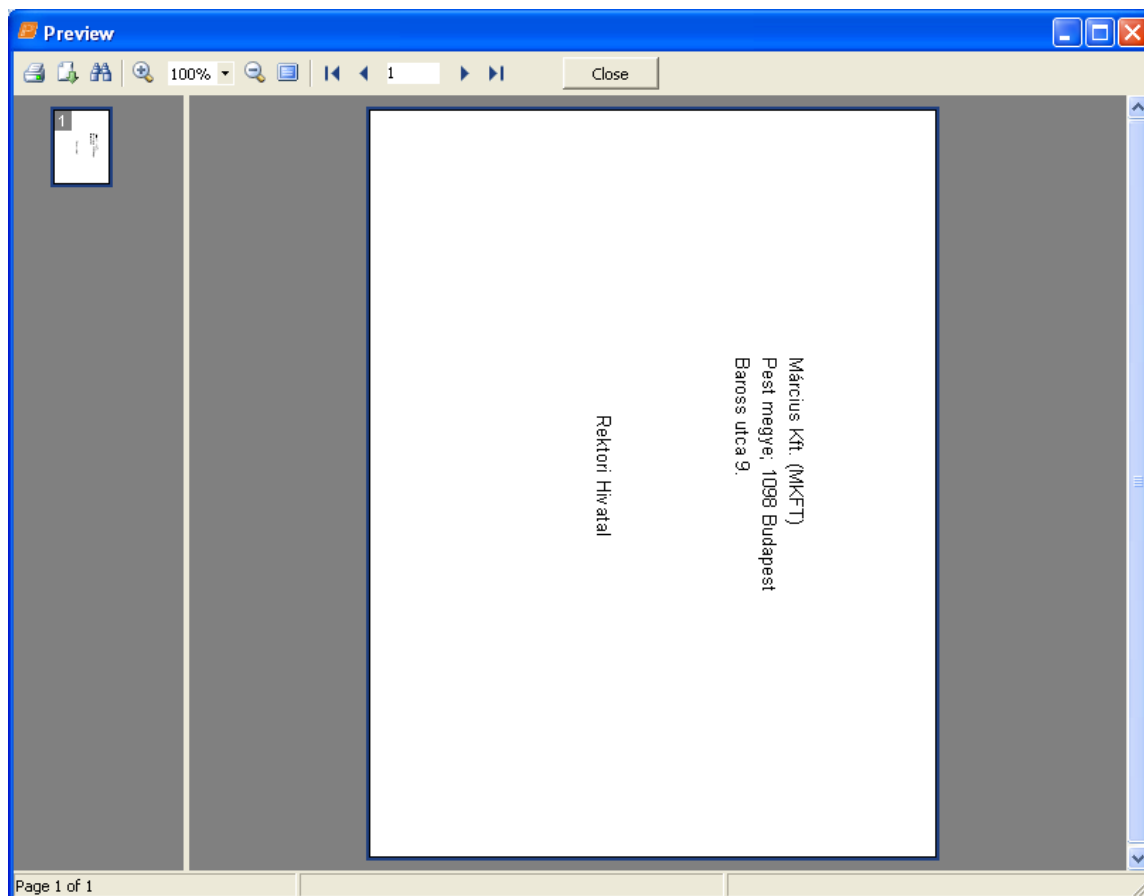 Preview
100%
1
Close
1
Március Kft. (MKFT)
Pest megye; 1098 Budapest
Baross utca 9.
Rektori Hivatal
Page 1 of 1